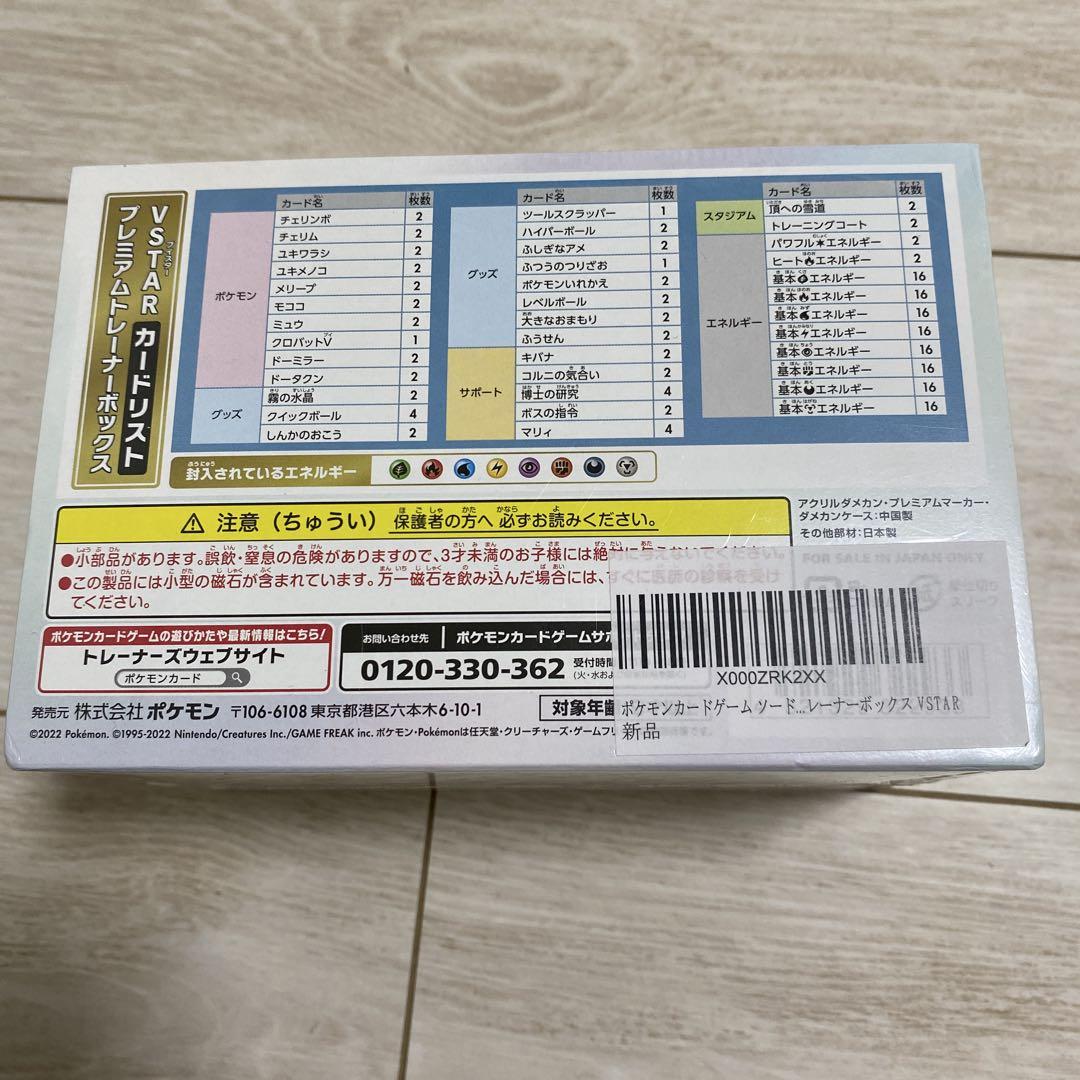 VSTAR カードリスト
ブイスター
プレミアムトレーナーボックス
カード名 枚数
ポケモン
チェリンボ 2
チェリム 2
ユキワラシ 2
ユキメノコ 2
メリープ 2
モココ 2
ミュウ 2
クロバットV 1
ドーミラー 2
ドータクン 2
グッズ
霧の水晶 2
クイックボール 4
しんかのおこう 2
カード名 枚数
グッズ
ツールスクラッパー 1
ハイパーボール 2
ふしぎなアメ 2
ふつうのつりざお 1
ポケモンいれかえ 2
レベルボール 2
大きなおまもり 2
ふうせん 2
サポート
キバナ 2
コルニの気合い 2
博士の研究 4
ボスの指令 2
マリィ 4
カード名 枚数
スタジアム
頂への雪道 2
トレーニングコート 2
エネルギー
パワフルエネルギー 2
ヒートエネルギー 2
基本エネルギー 16
基本エネルギー 16
基本エネルギー 16
基本エネルギー 16
基本エネルギー 16
基本エネルギー 16
基本エネルギー 16
基本エネルギー 16
封入されているエネルギー
アクリルダメカン・プレミアムマーカー・
ダメカンケース：中国製
その他部材：日本製
FOR SALE IN JAPAN ONLY
注意（ちゅうい） 保護者の方へ 必ずお読みください。
●小部品があります。誤飲・窒息の危険がありますので、3才未満のお子様には絶対に与えないでください。
●この製品には小型の磁石が含まれています。万一磁石を飲み込んだ場合には、すぐに医師の診察を受け
てください。
ポケモンカードゲームの遊びかたや最新情報はこちら！
トレーナーズウェブサイト
ポケモンカード
お問い合わせ先 ポケモンカードゲームサポ
0120-330-362 受付時間
(火・水およ
発売元 株式会社ポケモン 〒106-6108 東京都港区六本木6-10-1
対象年齢
©2022 Pokémon. ©1995-2022 Nintendo/Creatures Inc./GAME FREAK inc. ポケモン・Pokémonは任天堂・クリーチャーズ・ゲームフリ
X000ZRK2XX
ポケモンカードゲーム ソード...レーナーボックス VSTAR
新品